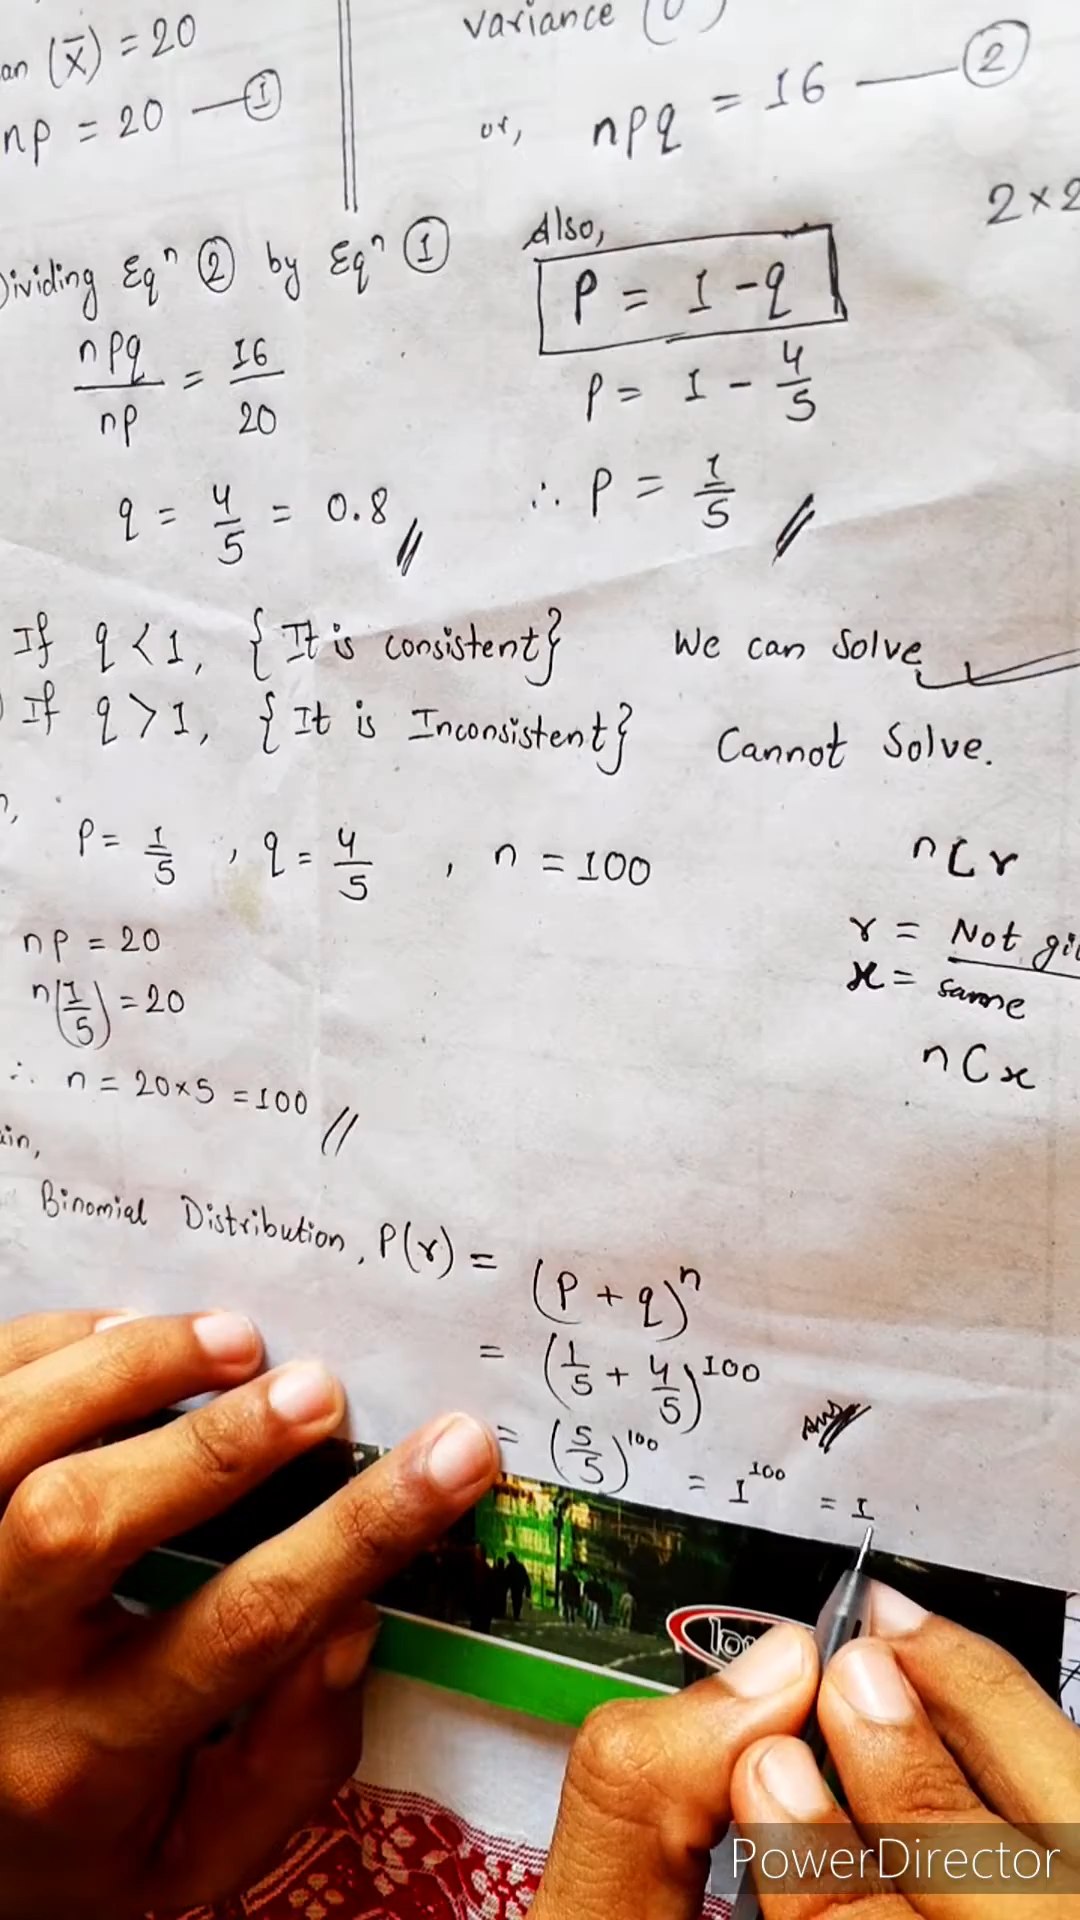 an (x̄) = 20
variance (σ
np = 20 — ①
or, npq = 16 — ②
2 × 2
Dividing Eqⁿ ② by Eqⁿ ①
Also,
P = 1 - q
npq/np = 16/20
P = 1 - 4/5
q = 4/5 = 0.8 //
∴ P = 1/5 //
If q < 1, {It is consistent} We can Solve
If q > 1, {It is Inconsistent} Cannot Solve.
P = 1/5 , q = 4/5 , n = 100
nCr
np = 20
r = Not gi
n(1/5) = 20
x = same
∴ n = 20×5 = 100 //
nCx
ain,
Binomial Distribution, P(r) = (P + q)ⁿ
= (1/5 + 4/5)¹⁰⁰
= (5/5)¹⁰⁰ = 1¹⁰⁰ = 1
Ans
PowerDirector